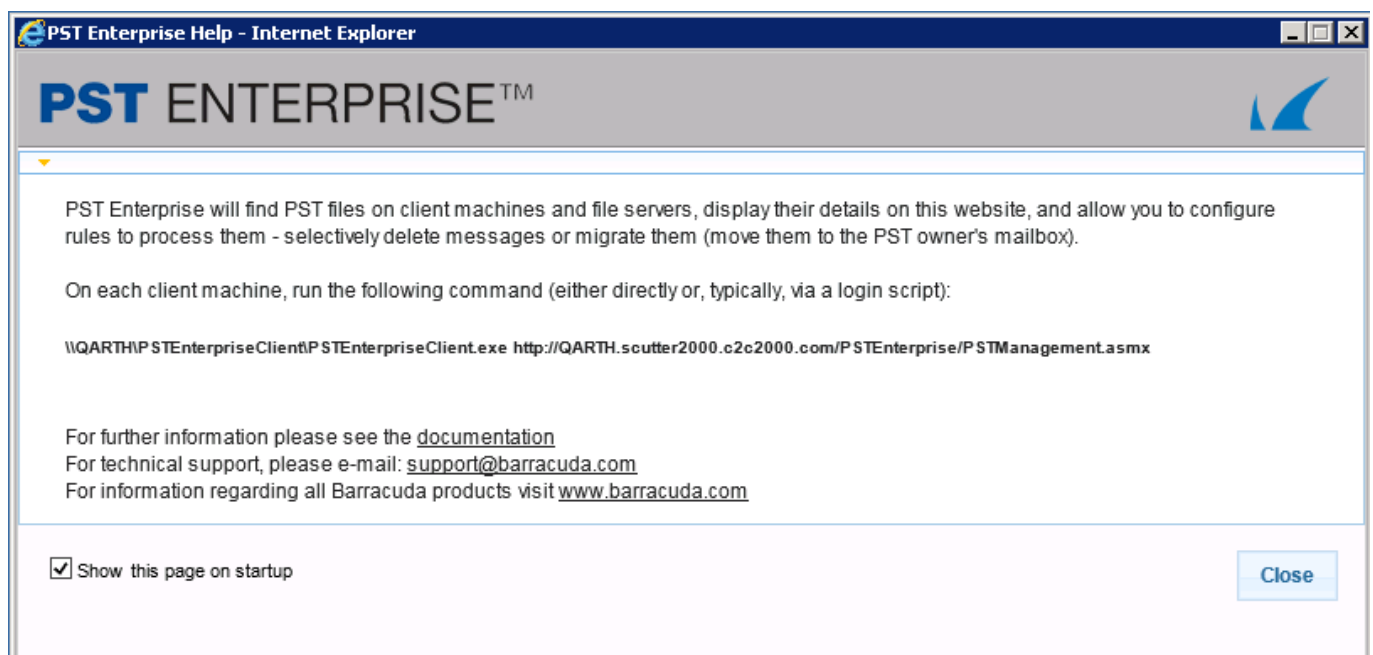 PST Enterprise Help - Internet Explorer
PST ENTERPRISE™
PST Enterprise will find PST files on client machines and file servers, display their details on this website, and allow you to configure
rules to process them - selectively delete messages or migrate them (move them to the PST owner's mailbox).
On each client machine, run the following command (either directly or, typically, via a login script):
\\QARTH\PSTEnterpriseClient\PSTEnterpriseClient.exe http://QARTH.scutter2000.c2c2000.com/PSTEnterprise/PSTManagement.asmx
For further information please see the documentation
For technical support, please e-mail: support@barracuda.com
For information regarding all Barracuda products visit www.barracuda.com
Show this page on startup
Close